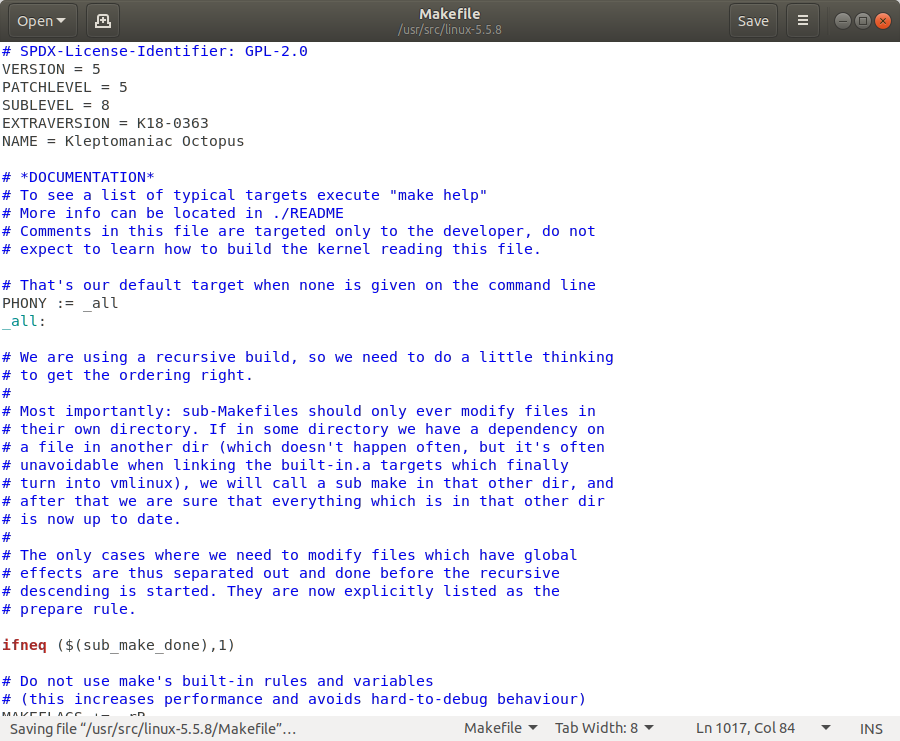 Open
Makefile
/usr/src/linux-5.5.8
Save
# SPDX-License-Identifier: GPL-2.0
VERSION = 5
PATCHLEVEL = 5
SUBLEVEL = 8
EXTRAVERSION = K18-0363
NAME = Kleptomaniac Octopus
# *DOCUMENTATION*
# To see a list of typical targets execute "make help"
# More info can be located in ./README
# Comments in this file are targeted only to the developer, do not
# expect to learn how to build the kernel reading this file.
# That's our default target when none is given on the command line
PHONY := _all
_all:
# We are using a recursive build, so we need to do a little thinking
# to get the ordering right.
#
# Most importantly: sub-Makefiles should only ever modify files in
# their own directory. If in some directory we have a dependency on
# a file in another dir (which doesn't happen often, but it's often
# unavoidable when linking the built-in.a targets which finally
# turn into vmlinux), we will call a sub make in that other dir, and
# after that we are sure that everything which is in that other dir
# is now up to date.
#
# The only cases where we need to modify files which have global
# effects are thus separated out and done before the recursive
# descending is started. They are now explicitly listed as the
# prepare rule.
ifneq ($(sub_make_done),1)
# Do not use make's built-in rules and variables
# (this increases performance and avoids hard-to-debug behaviour)
MAKEFLAGS += -rR
Saving file “/usr/src/linux-5.5.8/Makefile”…
Makefile
Tab Width: 8
Ln 1017, Col 84
INS